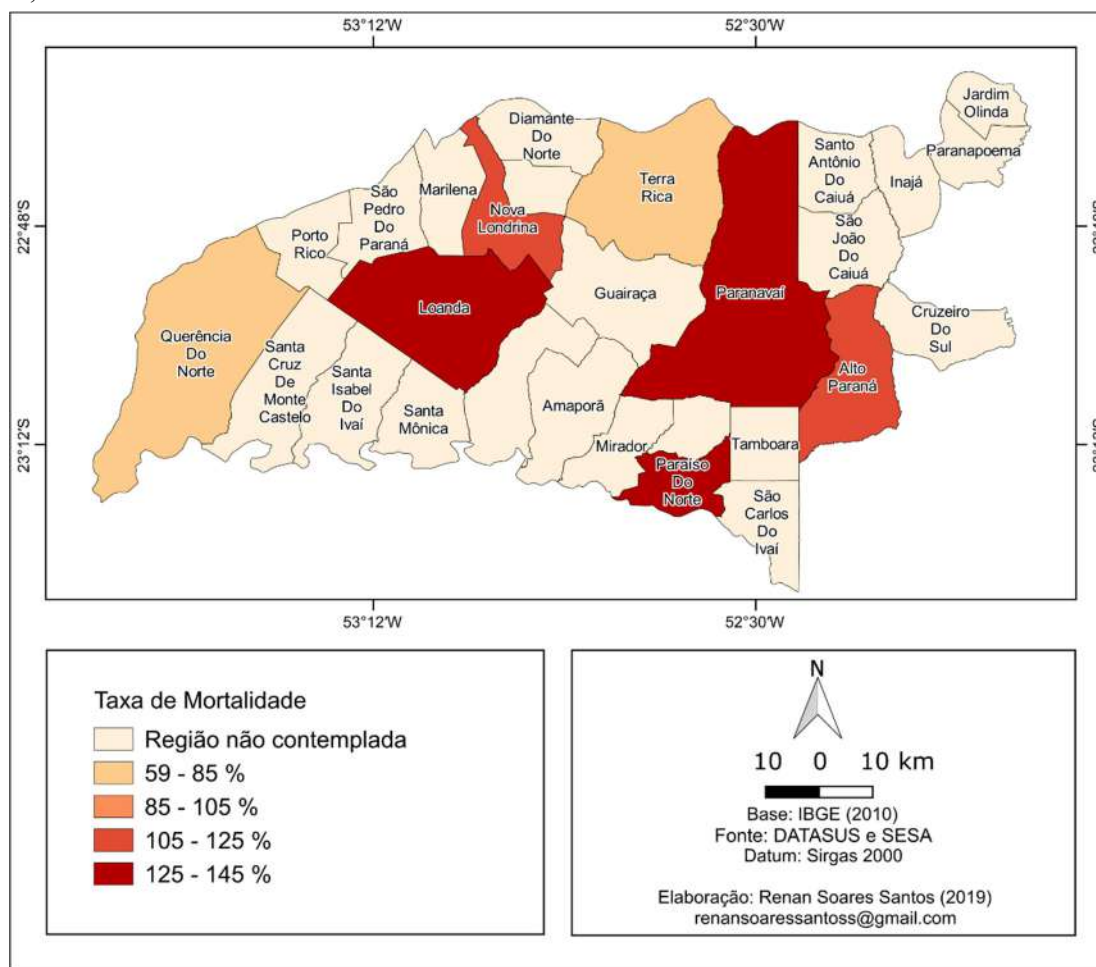 53°12'W
52°30'W
22°48'S
23°12'S
Jardim
Olinda
Paranapoema
Diamante
Do
Norte
Santo
Antônio
Do
Caiuá
Inajá
Terra
Rica
São
Pedro
Do
Paraná
Marilena
Nova
Londrina
Porto
Rico
São
João
Do
Caiuá
Guairaça
Paranavaí
Loanda
Cruzeiro
Do
Sul
Querência
Do
Norte
Santa
Cruz
De
Monte
Castelo
Santa
Isabel
Do
Ivaí
Santa
Mônica
Amaporã
Alto
Paraná
Mirador
Tamboara
Paraíso
Do
Norte
São
Carlos
Do
Ivaí
53°12'W
52°30'W
Taxa de Mortalidade
Região não contemplada
59 - 85 %
85 - 105 %
105 - 125 %
125 - 145 %
N
10 0 10 km
Base: IBGE (2010)
Fonte: DATASUS e SESA
Datum: Sirgas 2000
Elaboração: Renan Soares Santos (2019)
renansoaressantoss@gmail.com